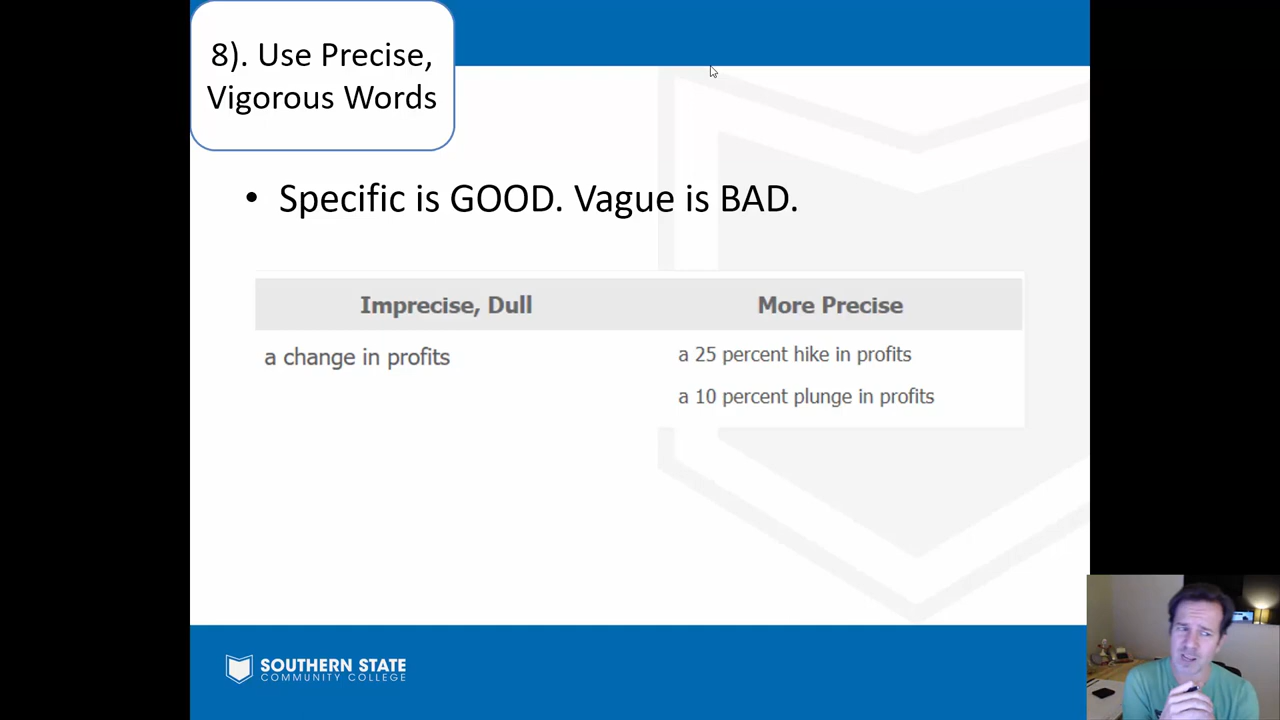 8). Use Precise,
Vigorous Words
• Specific is GOOD. Vague is BAD.
Imprecise, Dull
More Precise
a change in profits
a 25 percent hike in profits
a 10 percent plunge in profits
SOUTHERN STATE
COMMUNITY COLLEGE